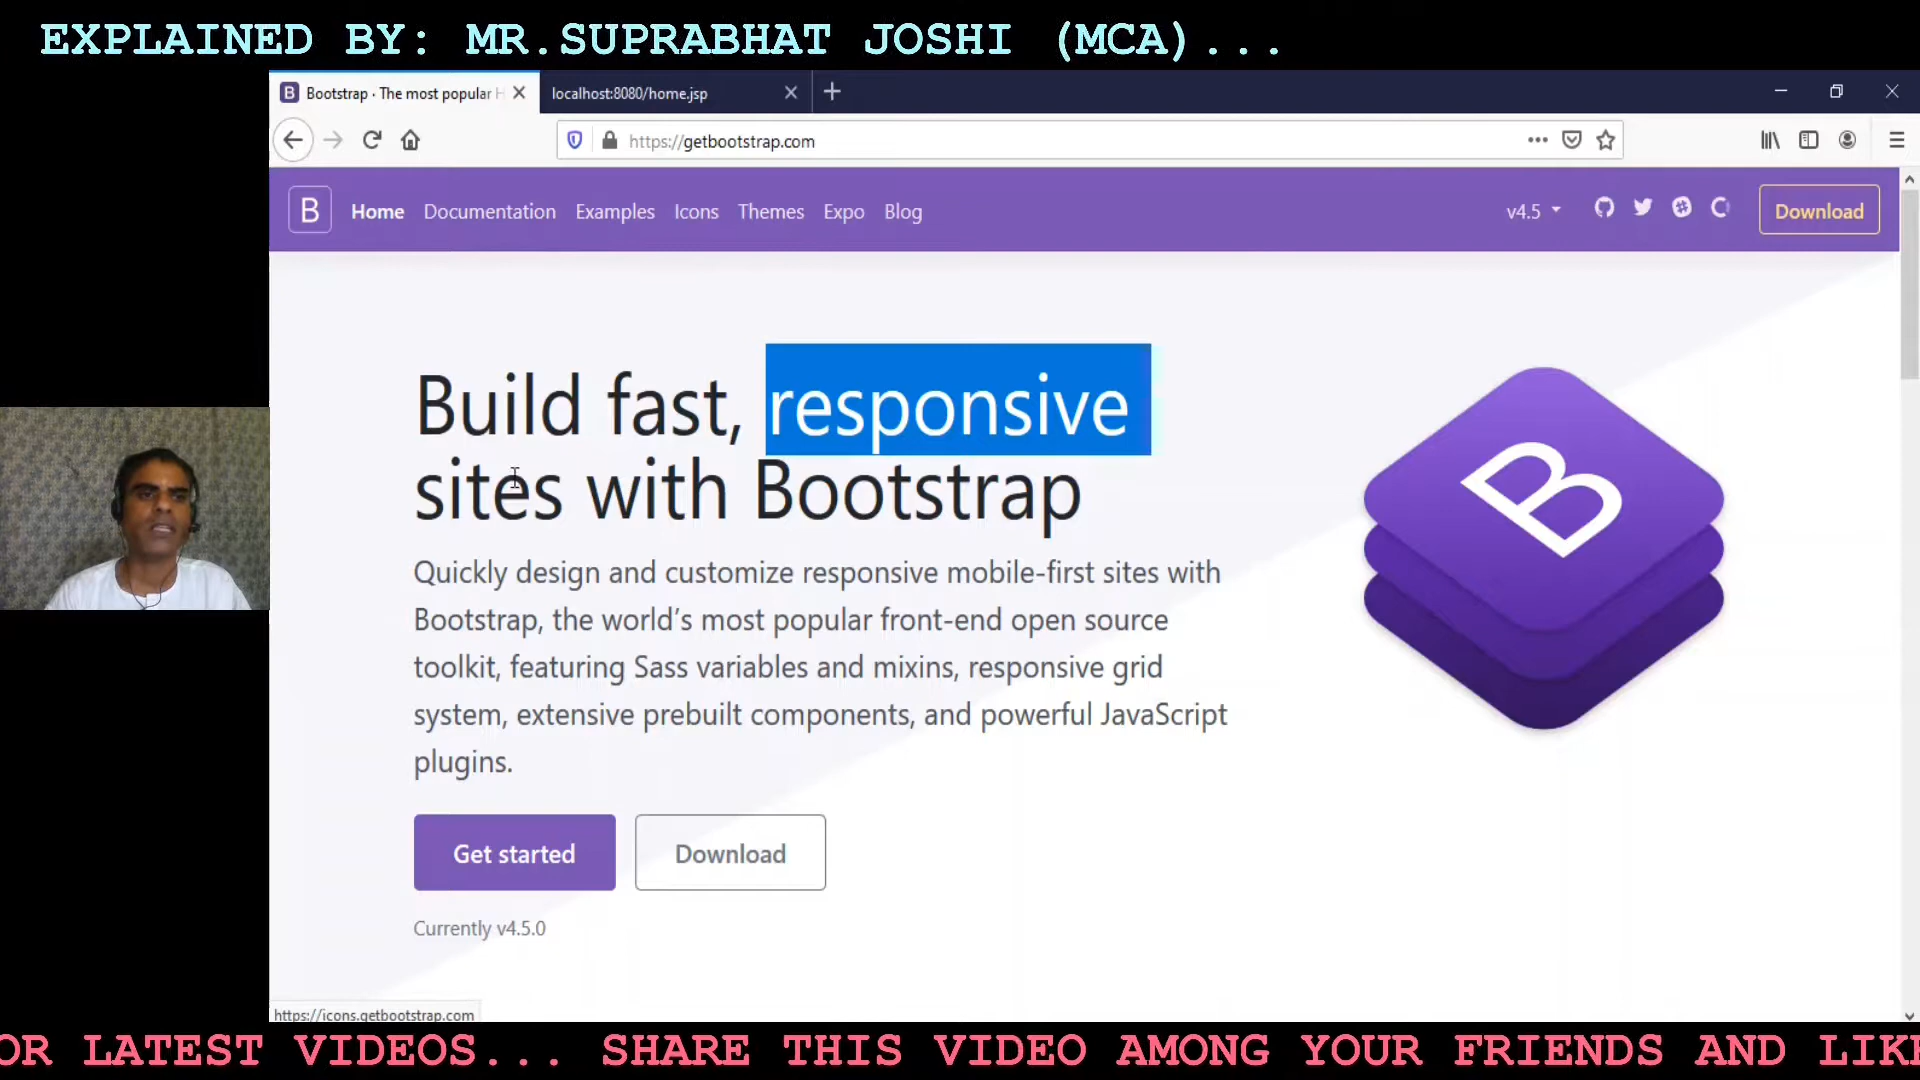 EXPLAINED BY: MR.SUPRABHAT JOSHI (MCA)...
B Bootstrap · The most popular H
localhost:8080/home.jsp
https://getbootstrap.com
B Home Documentation Examples Icons Themes Expo Blog v4.5 Download
Build fast, responsive
sites with Bootstrap
Quickly design and customize responsive mobile-first sites with
Bootstrap, the world’s most popular front-end open source
toolkit, featuring Sass variables and mixins, responsive grid
system, extensive prebuilt components, and powerful JavaScript
plugins.
B
Get started Download
Currently v4.5.0
https://icons.getbootstrap.com
OR LATEST VIDEOS... SHARE THIS VIDEO AMONG YOUR FRIENDS AND LIKE